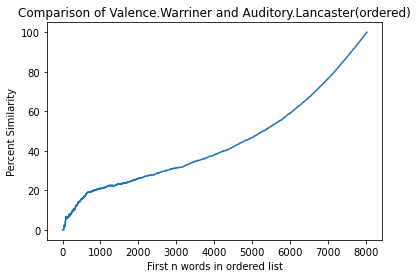 Comparison of Valence.Warriner and Auditory.Lancaster(ordered)
Percent Similarity
100
80
60
40
20
0
0 1000 2000 3000 4000 5000 6000 7000 8000
First n words in ordered list